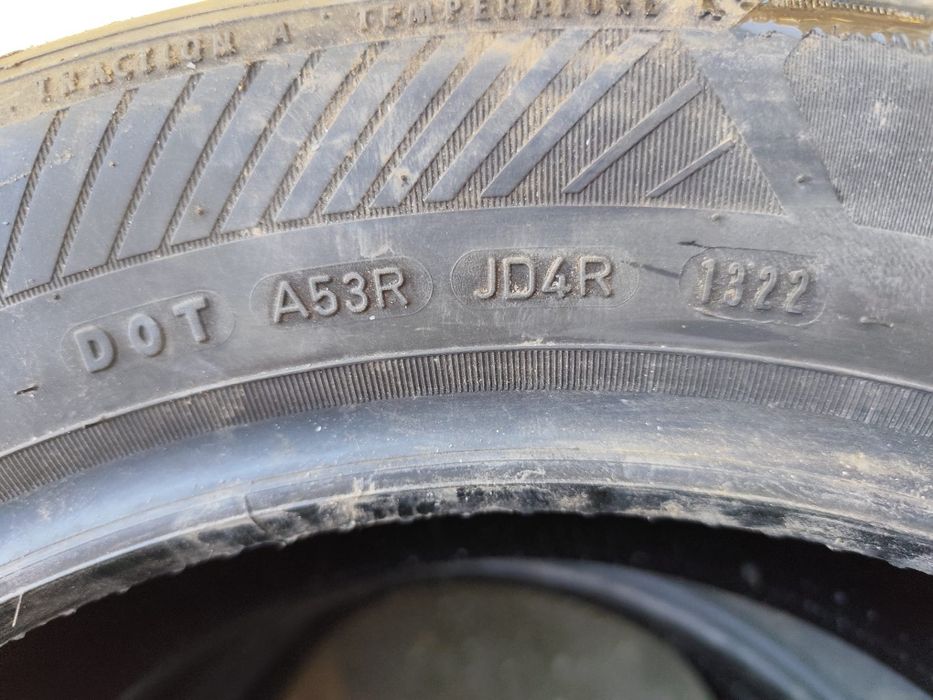 TRACTION A TEMPERATURE A
DOT A53R JD4R 1322